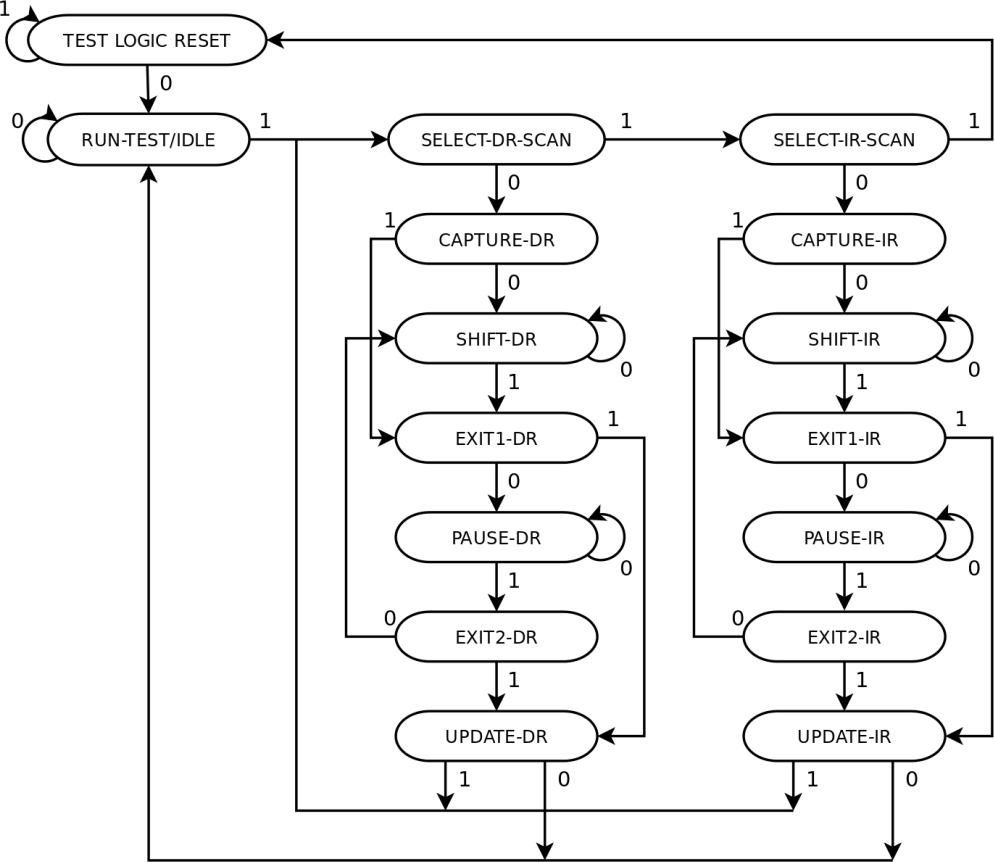 1
TEST LOGIC RESET
0
0
RUN-TEST/IDLE
1
SELECT-DR-SCAN
1
SELECT-IR-SCAN
1
0
0
1
CAPTURE-DR
1
CAPTURE-IR
0
0
SHIFT-DR
0
SHIFT-IR
0
1
1
EXIT1-DR
1
EXIT1-IR
1
0
0
PAUSE-DR
0
PAUSE-IR
0
1
1
0
EXIT2-DR
0
EXIT2-IR
1
1
UPDATE-DR
UPDATE-IR
1
0
1
0